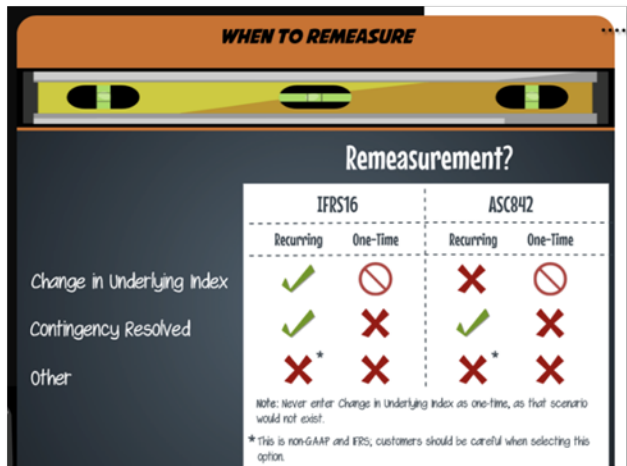 WHEN TO REMEASURE
....
Remeasurement?
IFRS16 ASC842
Recurring One-Time Recurring One-Time
Change in Underlying Index
Contingency Resolved
Other * *
Note: Never enter Change in Underlying Index as one-time, as that scenario
would not exist.
* This is non-GAAP and IFRS; customers should be careful when selecting this
option.